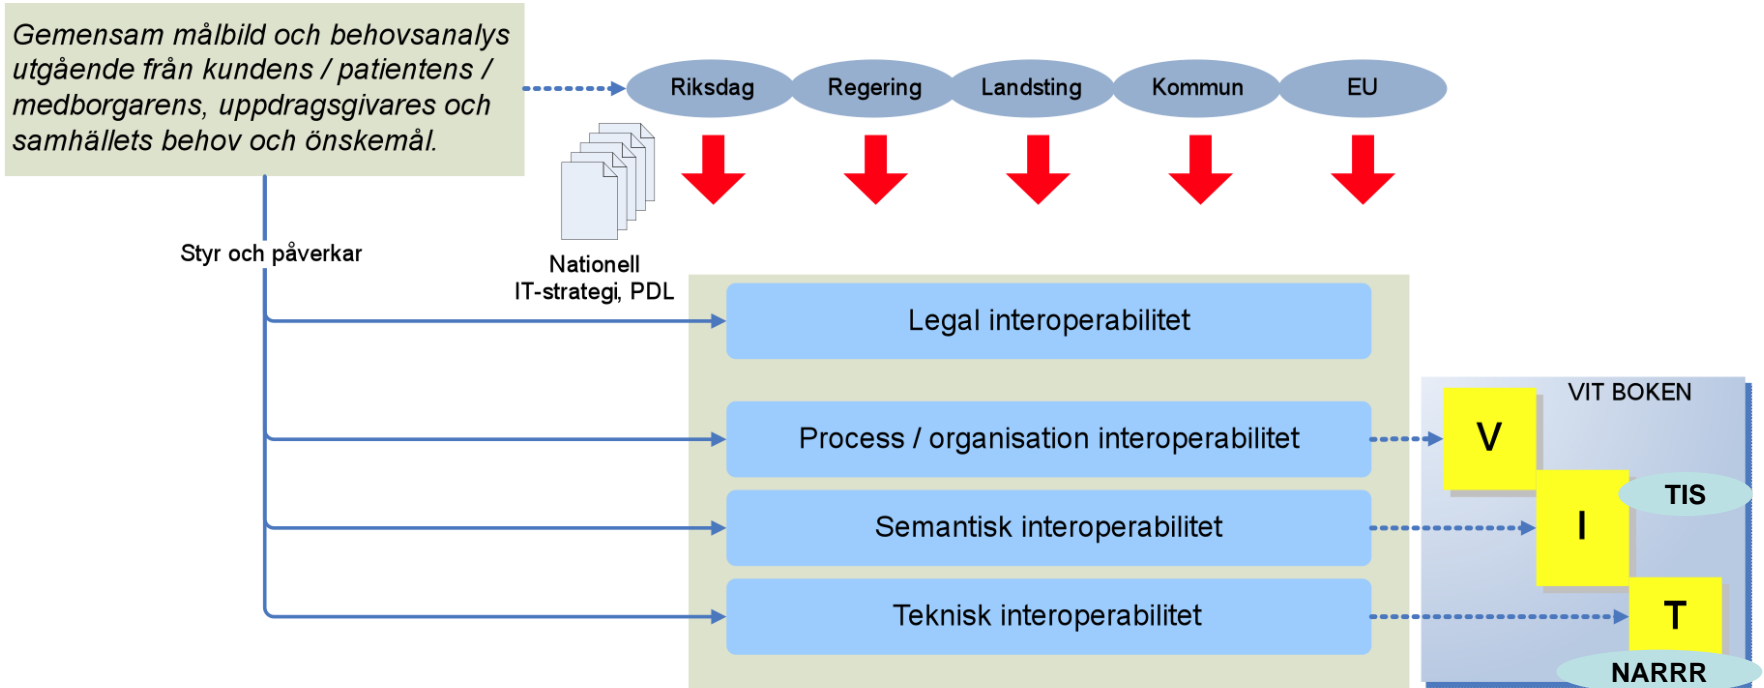 Gemensam målbild och behovsanalys
utgående från kundens / patientens /
medborgarens, uppdragsgivares och
samhällets behov och önskemål.
Riksdag
Regering
Landsting
Kommun
EU
Styr och påverkar
Nationell
IT-strategi, PDL
Legal interoperabilitet
Process / organisation interoperabilitet
Semantisk interoperabilitet
Teknisk interoperabilitet
VIT BOKEN
V
TIS
I
T
NARRR